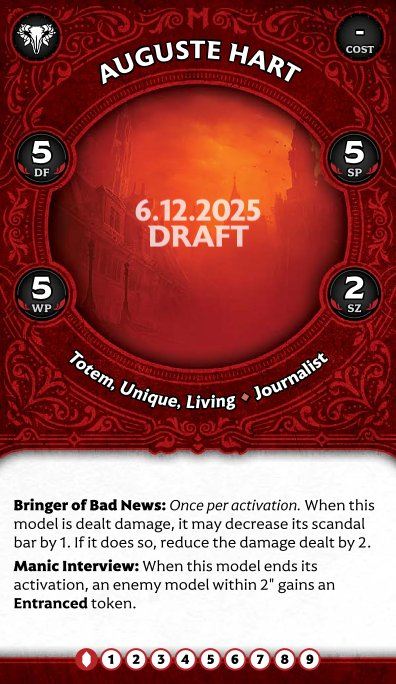 M
AUGUSTE HART
-
COST
5
DF
5
SP
6.12.2025
DRAFT
5
WP
2
SZ
Totem, Unique, Living ♦ Journalist
Bringer of Bad News: Once per activation. When this
model is dealt damage, it may decrease its scandal
bar by 1. If it does so, reduce the damage dealt by 2.
Manic Interview: When this model ends its
activation, an enemy model within 2" gains an
Entranced token.
1 2 3 4 5 6 7 8 9